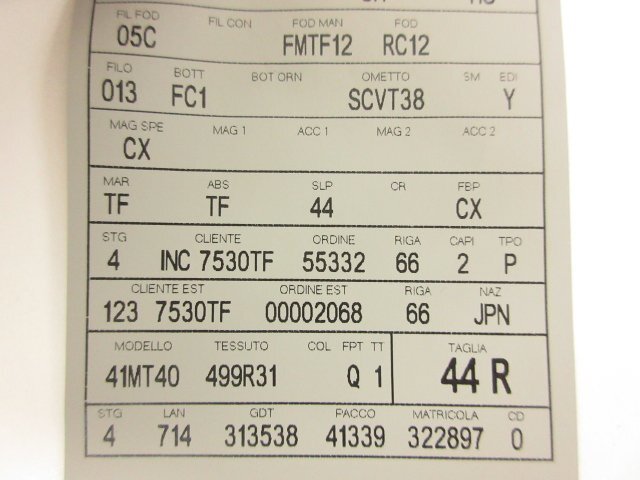 FIL FOD FIL CON FOD MAN FOD
05C FMTF12 RC12
FILO BOTT BOT ORN OMETTO SM EDI
013 FC1 SCVT38 Y
MAG SPE MAG 1 ACC 1 MAG 2 ACC 2
CX
MAR ABS SLP CR FBP
TF TF 44 CX
STG CLIENTE ORDINE RIGA CAPI TPO
4 INC 7530TF 55332 66 2 P
CLIENTE EST ORDINE EST RIGA NAZ
123 7530TF 00002068 66 JPN
MODELLO TESSUTO COL FPT TT TAGLIA
41MT40 499R31 Q 1 44 R
STG LAN GDT PACCO MATRICOLA CD
4 714 313538 41339 322897 0